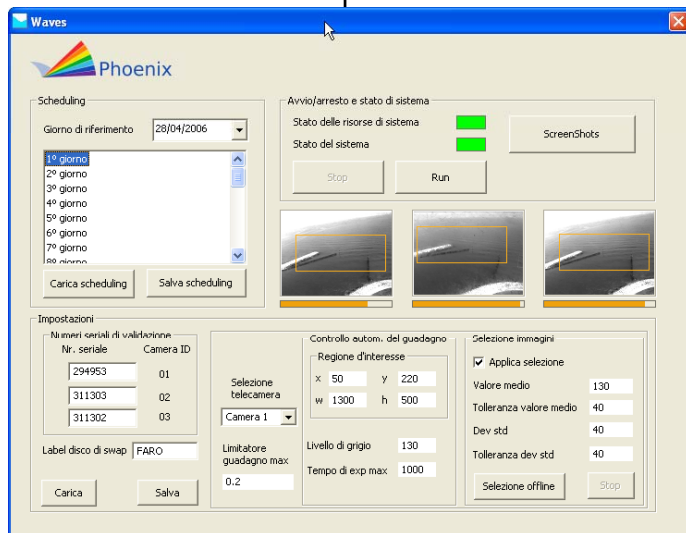 Waves
Phoenix
Scheduling
Giorno di riferimento 28/04/2006
1º giorno
2º giorno
3º giorno
4º giorno
5º giorno
6º giorno
7º giorno
8º giorno
Carica scheduling Salva scheduling
Avvio/arresto e stato di sistema
Stato delle risorse di sistema
Stato del sistema
ScreenShots
Stop Run
Impostazioni
Numeri seriali di validazione
Nr. seriale Camera ID
294953 01
311303 02
311302 03
Label disco di swap FARO
Carica Salva
Selezione
telecamera
Camera 1
Limitatore
guadagno max
0.2
Controllo autom. del guadagno
Regione d'interesse
x 50 y 220
w 1300 h 500
Livello di grigio 130
Tempo di exp max 1000
Selezione immagini
Applica selezione
Valore medio 130
Tolleranza valore medio 40
Dev std 40
Tolleranza dev std 40
Selezione offline Stop